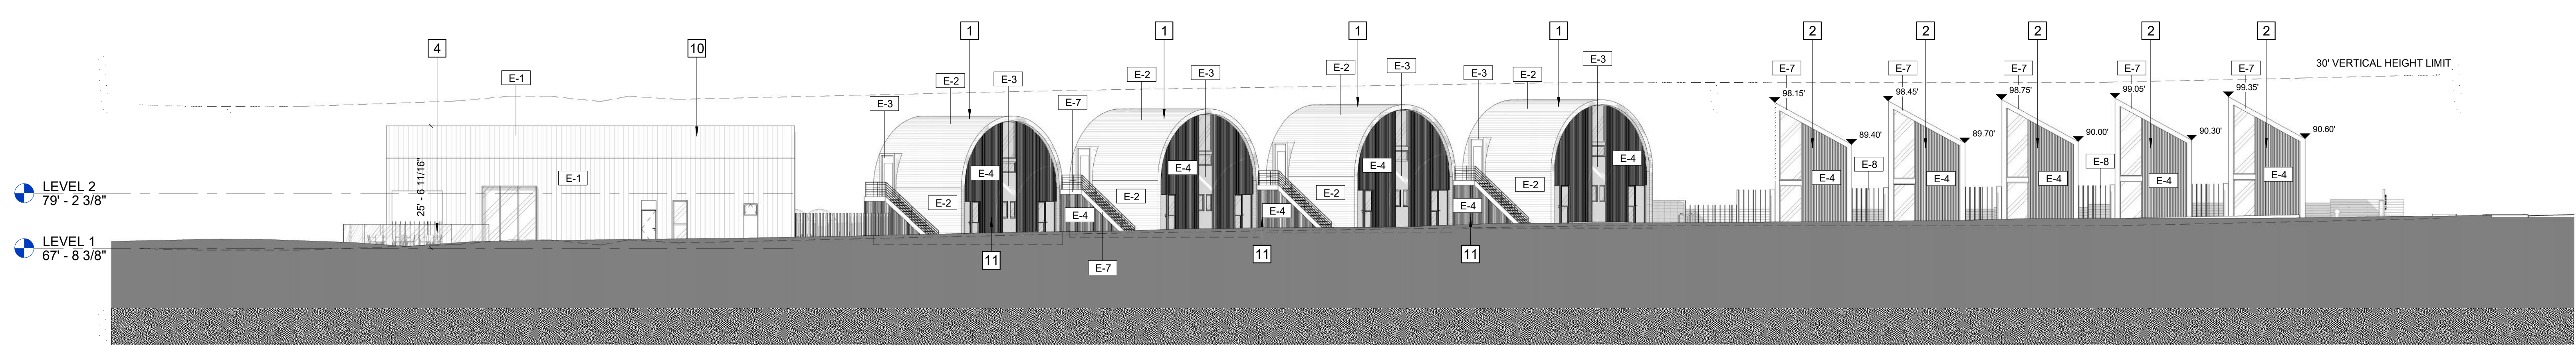 1
1
1
1
2
2
2
2
2
4
10
E-1
E-2
E-3
E-2
E-3
E-2
E-3
E-3
E-2
E-3
E-7
E-7
E-7
E-7
E-7
30' VERTICAL HEIGHT LIMIT
E-3
E-7
98.15'
98.45'
98.75'
99.05'
99.35'
89.40'
89.70'
90.00'
90.30'
90.60'
25' - 6 11/16"
E-1
E-4
E-4
E-4
E-4
E-8
E-8
E-4
E-4
E-4
E-4
E-4
LEVEL 2
79' - 2 3/8"
E-2
E-2
E-2
E-2
E-4
E-4
E-4
LEVEL 1
67' - 8 3/8"
11
11
11
E-7